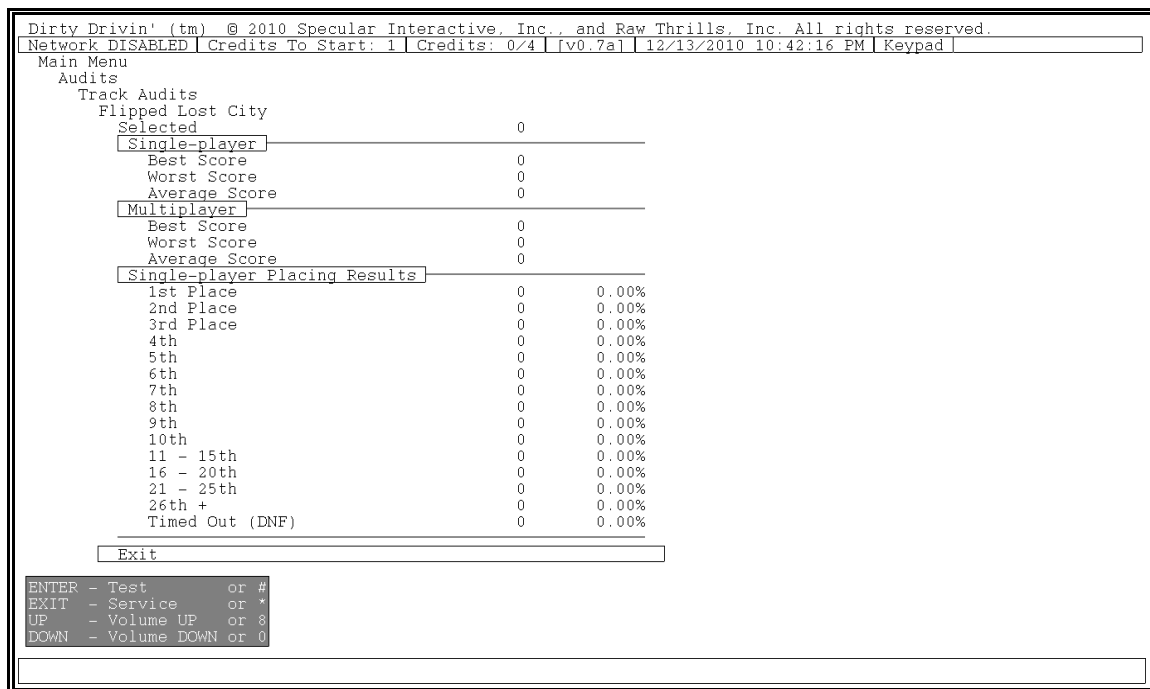 Dirty Drivin' (tm) © 2010 Specular Interactive, Inc., and Raw Thrills, Inc. All rights reserved.
Network DISABLED Credits To Start: 1 Credits: 0/4 [v0.7a] 12/13/2010 10:42:16 PM Keypad
Main Menu
Audits
Track Audits
Flipped Lost City
Selected 0
Single-player
Best Score 0
Worst Score 0
Average Score 0
Multiplayer
Best Score 0
Worst Score 0
Average Score 0
Single-player Placing Results
1st Place 0 0.00%
2nd Place 0 0.00%
3rd Place 0 0.00%
4th 0 0.00%
5th 0 0.00%
6th 0 0.00%
7th 0 0.00%
8th 0 0.00%
9th 0 0.00%
10th 0 0.00%
11 - 15th 0 0.00%
16 - 20th 0 0.00%
21 - 25th 0 0.00%
26th + 0 0.00%
Timed Out (DNF) 0 0.00%
Exit
ENTER - Test or #
EXIT - Service or *
UP - Volume UP or 8
DOWN - Volume DOWN or 0